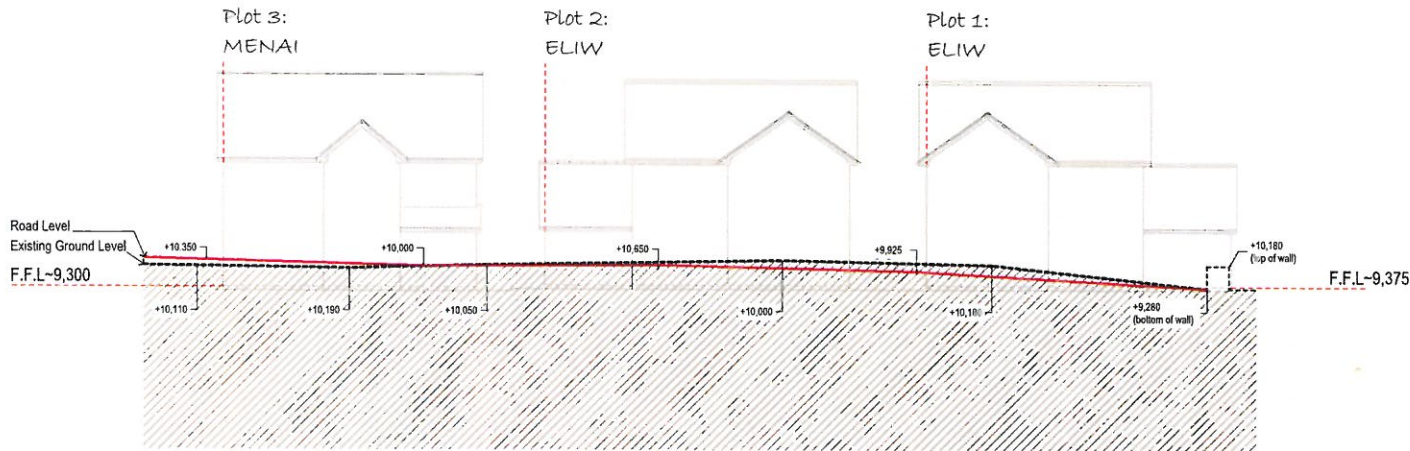 Plot 3:
MENAI
Plot 2:
ELIW
Plot 1:
ELIW
Road Level
Existing Ground Level
F.F.L~9,300
+10.350
+10,000
+10,650
+9,925
+10,180
(top of wall)
F.F.L~9,375
+10,110
+10,190
+10,050
+10,000
+10,180
+9,280
(bottom of wall)